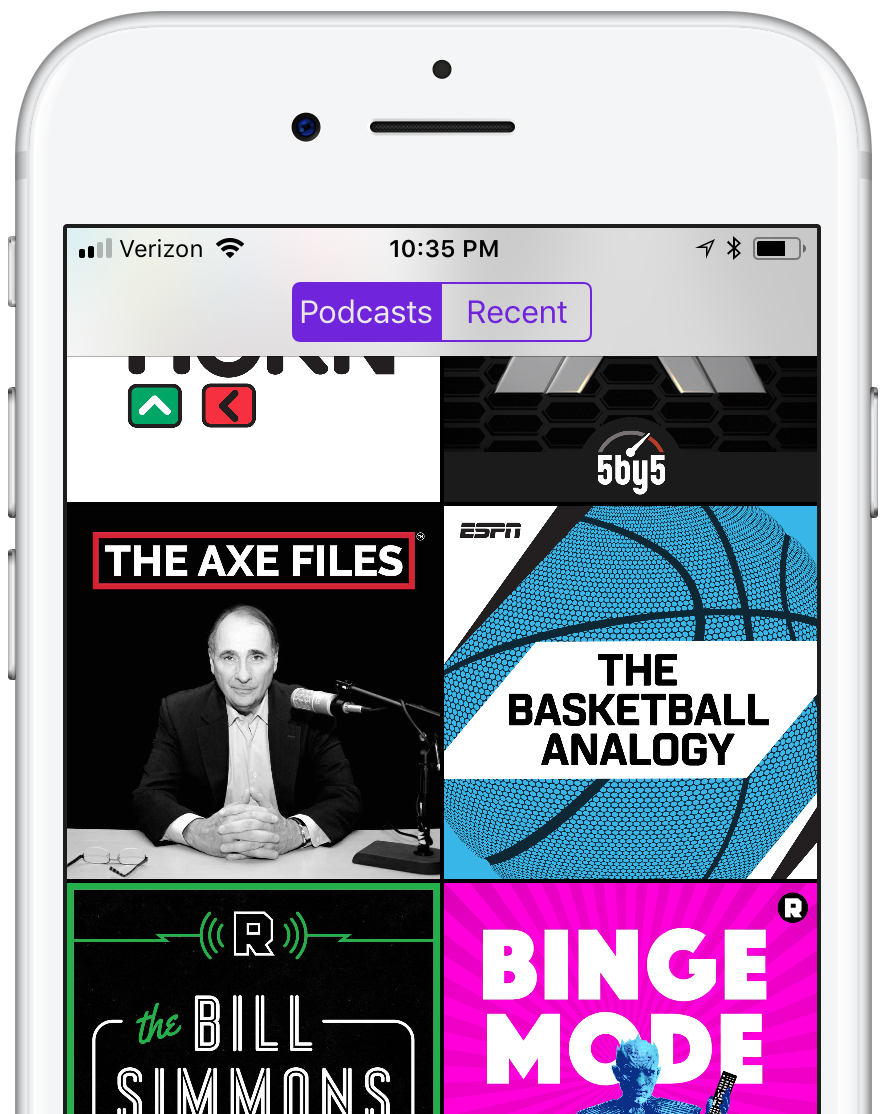 Verizon
10:35 PM
Podcasts
Recent
5by5
THE AXE FILES
TM
ESPN
THE
BASKETBALL
ANALOGY
R
the BILL
SIMMONS
R
BINGE
MODE